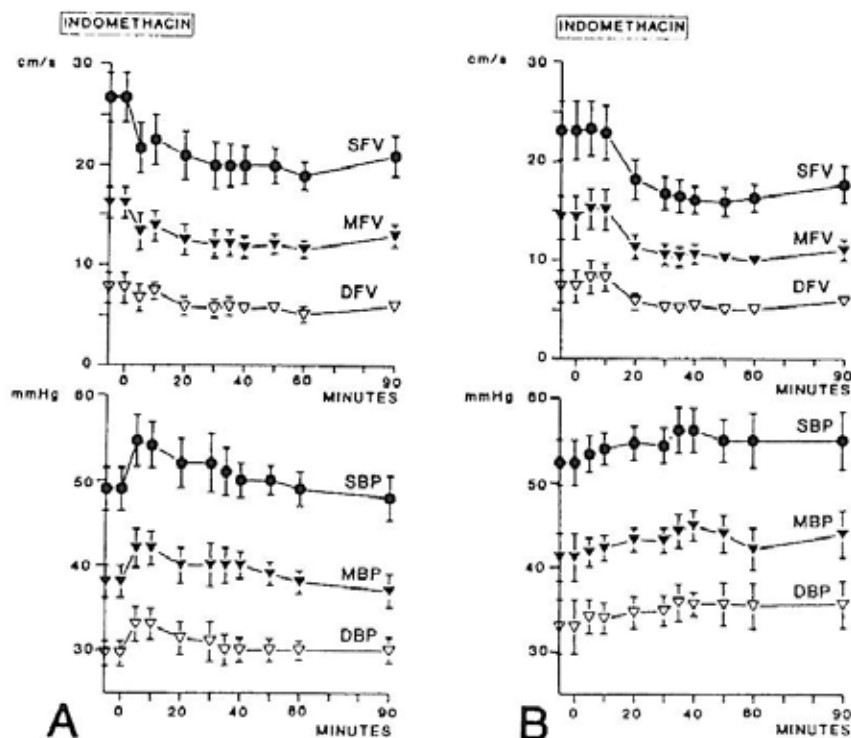 INDOMETHACIN
cm/s
30
20
10
0
SFV
MFV
DFV
0 20 40 60 90
MINUTES
mmHg
60
50
40
30
SBP
MBP
DBP
0 20 40 60 90
MINUTES
A
INDOMETHACIN
cm/s
30
20
10
0
SFV
MFV
DFV
0 20 40 60 90
MINUTES
mmHg
60
50
40
30
SBP
MBP
DBP
0 20 40 60 90
MINUTES
B